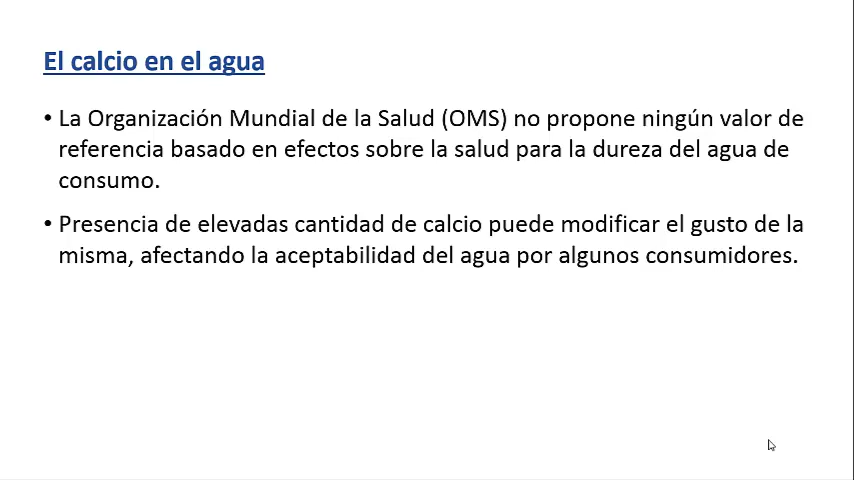 El calcio en el agua
• La Organización Mundial de la Salud (OMS) no propone ningún valor de
referencia basado en efectos sobre la salud para la dureza del agua de
consumo.
• Presencia de elevadas cantidad de calcio puede modificar el gusto de la
misma, afectando la aceptabilidad del agua por algunos consumidores.